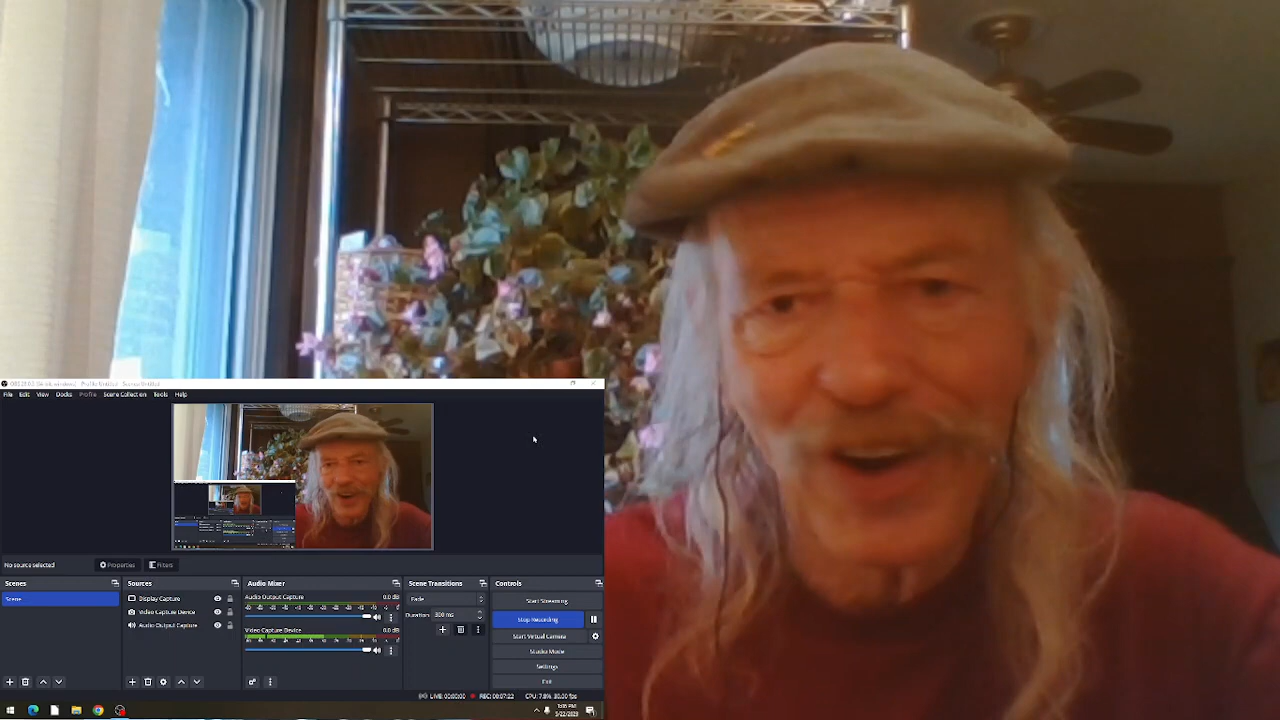 File Edit View Docks Profile Scene Collection Tools Help
No source selected
Properties
Filters
Scenes
Sources
Audio Mixer
Scene Transitions
Controls
Scene
Display Capture
Video Capture Device
Audio Output Capture
Audio Output Capture 0.0 dB
Video Capture Device 0.0 dB
Fade
Duration 300 ms
Start Streaming
Stop Recording
Start Virtual Camera
Studio Mode
Settings
Exit
LIVE: 00:00:00
REC: 00:07:22
CPU: 7.8%, 30.00 fps